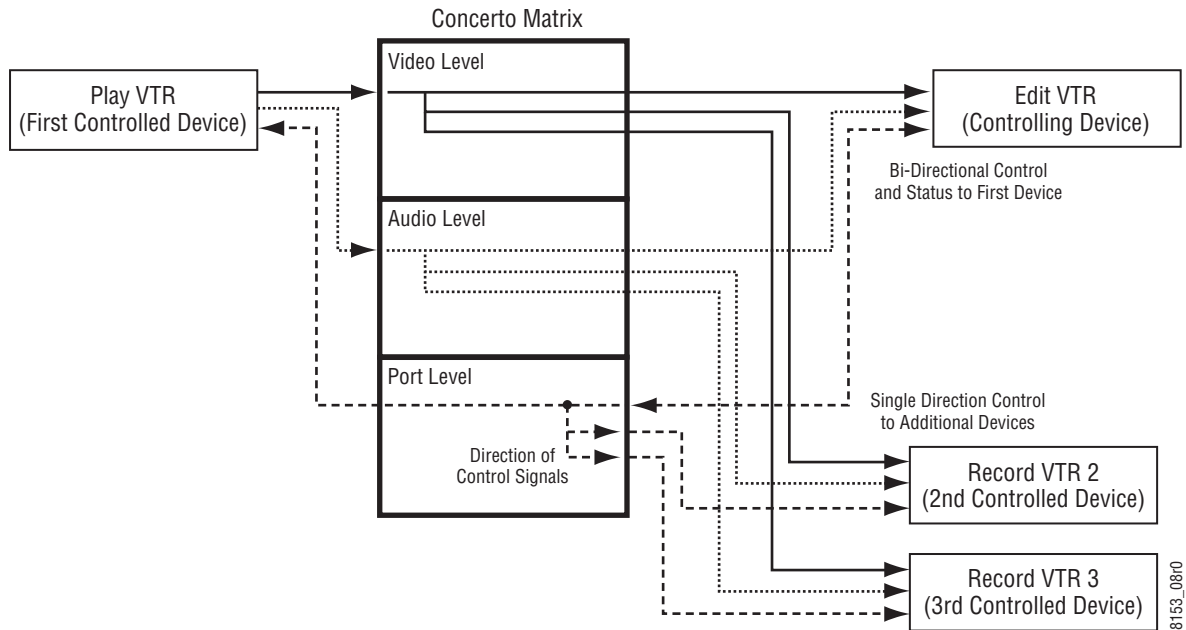 Concerto Matrix
Video Level
Play VTR
(First Controlled Device)
Edit VTR
(Controlling Device)
Bi-Directional Control
and Status to First Device
Audio Level
Port Level
Single Direction Control
to Additional Devices
Direction of
Control Signals
Record VTR 2
(2nd Controlled Device)
Record VTR 3
(3rd Controlled Device)
8153_08r0